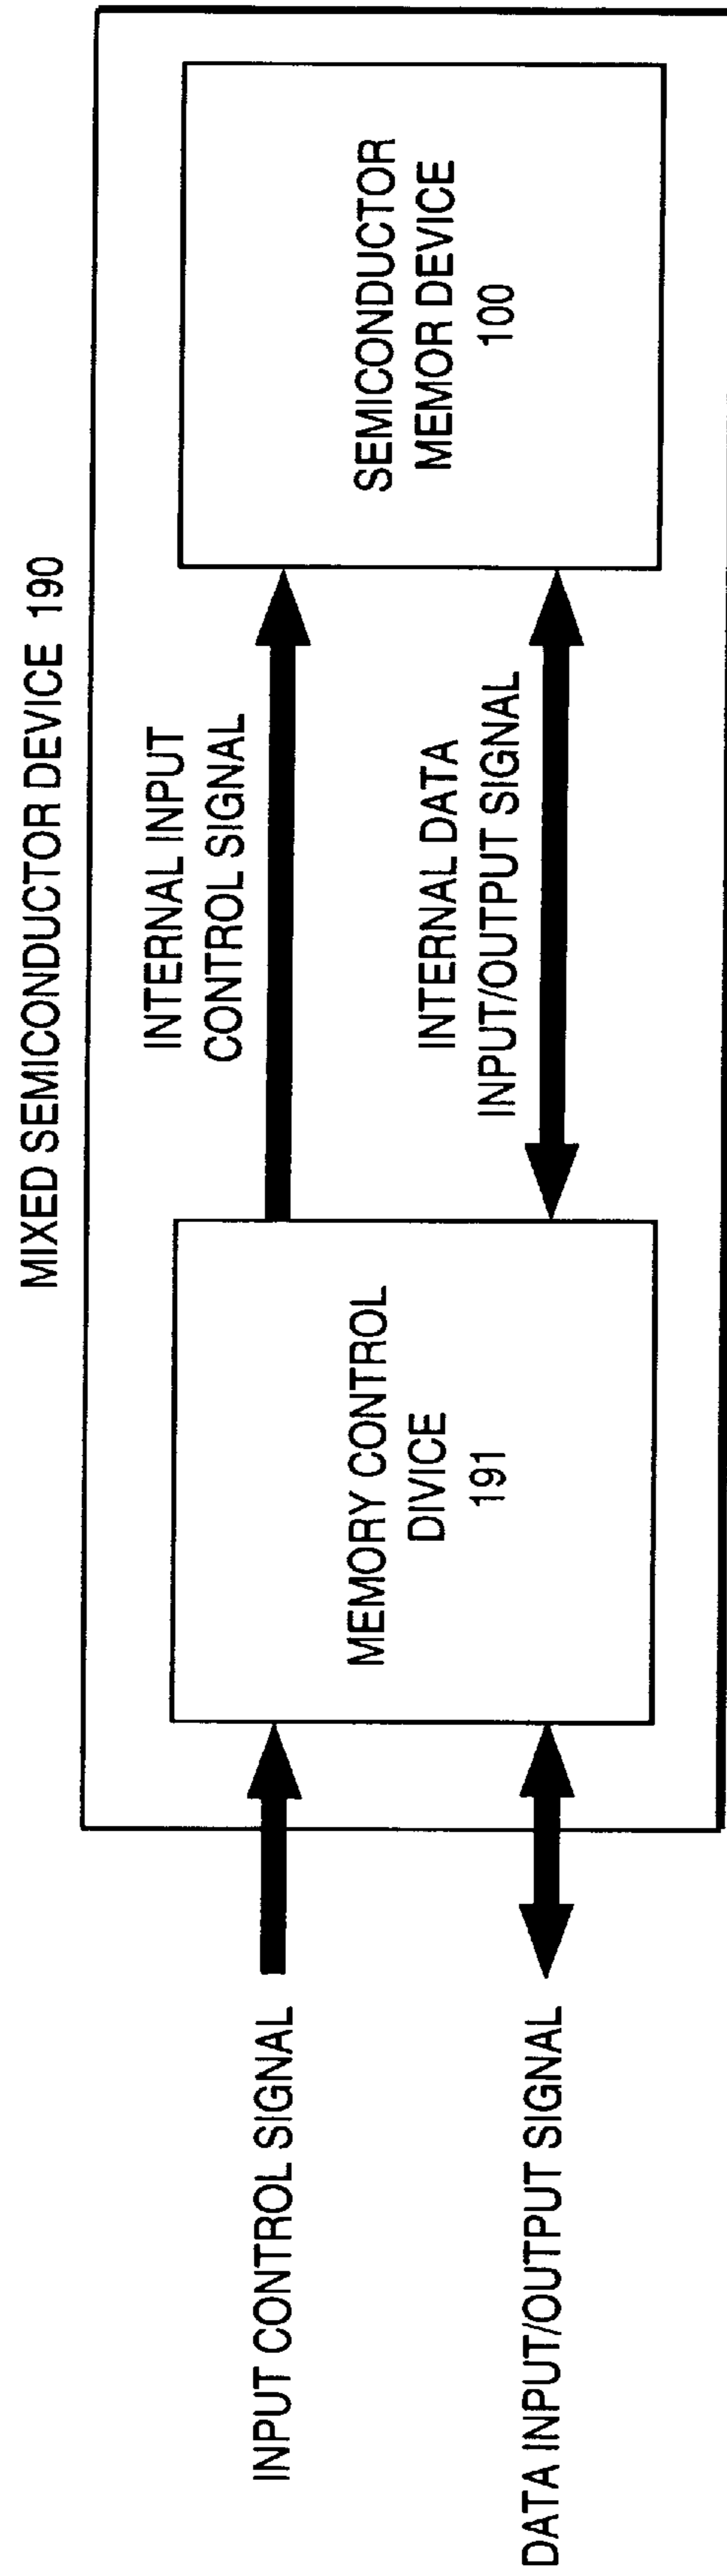 MIXED SEMICONDUCTOR DEVICE 190
INPUT CONTROL SIGNAL
DATA INPUT/OUTPUT SIGNAL
MEMORY CONTROL
DIVICE
191
INTERNAL INPUT
CONTROL SIGNAL
INTERNAL DATA
INPUT/OUTPUT SIGNAL
SEMICONDUCTOR
MEMOR DEVICE
100